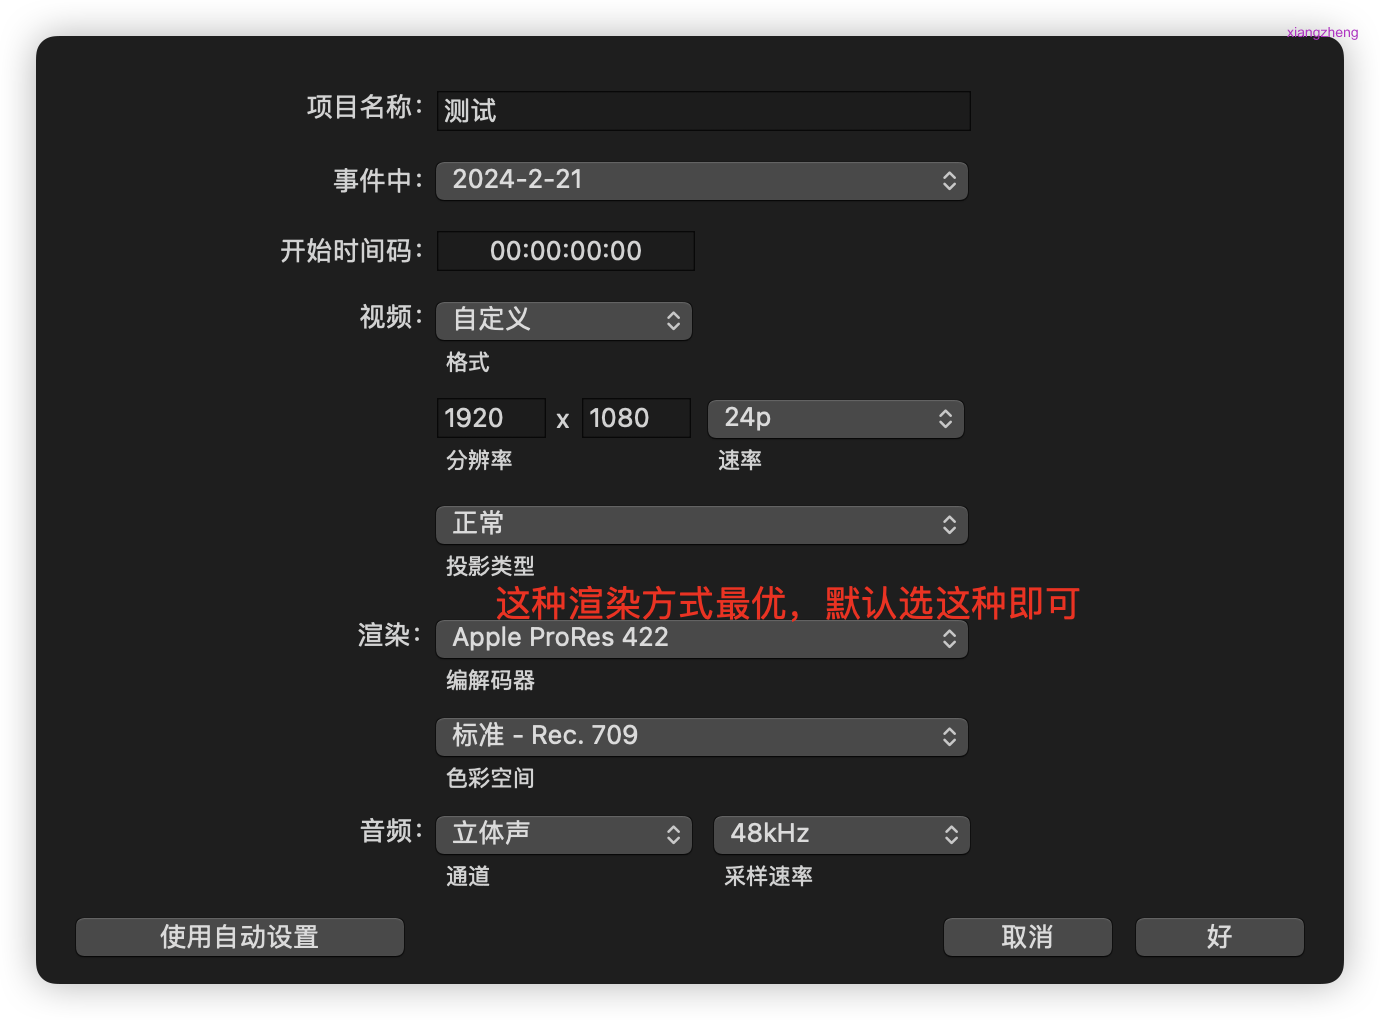 xiangzheng
项目名称： 测试
事件中： 2024-2-21
开始时间码： 00:00:00:00
视频： 自定义
格式
1920 x 1080 24p
分辨率 速率
正常
投影类型
这种渲染方式最优，默认选这种即可
渲染： Apple ProRes 422
编解码器
标准 - Rec. 709
色彩空间
音频： 立体声 48kHz
通道 采样速率
使用自动设置 取消 好